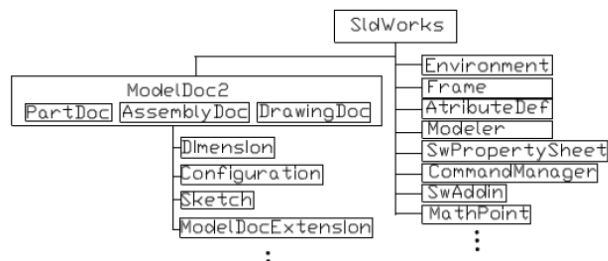 SldWorks
ModelDoc2
PartDoc AssemblyDoc DrawingDoc
Dimension
Configuration
Sketch
ModelDocExtension
Environment
Frame
AtributeDef
Modeler
SwPropertySheet
CommandManager
SwAddin
MathPoint